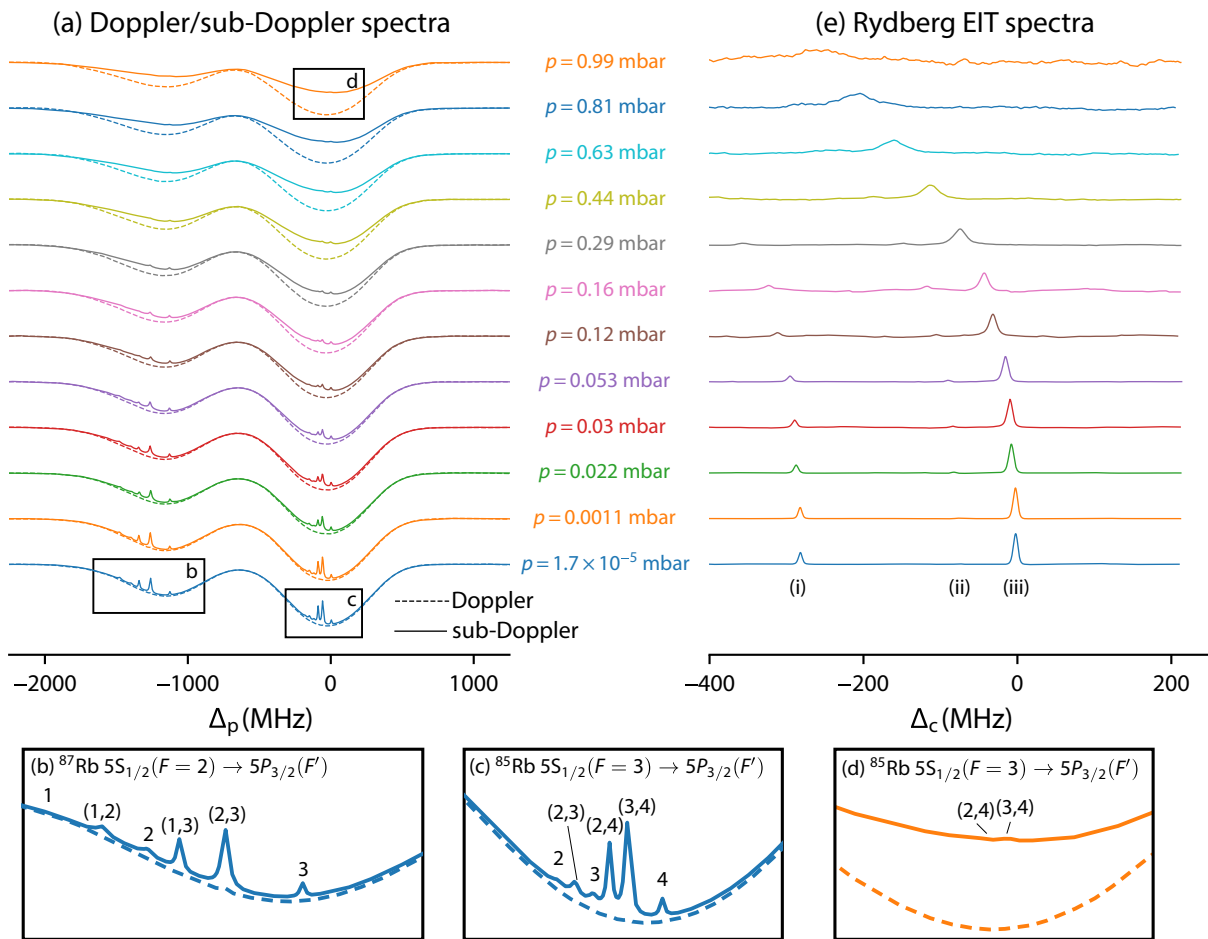 (a) Doppler/sub-Doppler spectra
(e) Rydberg EIT spectra
d
p = 0.99 mbar
p = 0.81 mbar
p = 0.63 mbar
p = 0.44 mbar
p = 0.29 mbar
p = 0.16 mbar
p = 0.12 mbar
p = 0.053 mbar
p = 0.03 mbar
p = 0.022 mbar
p = 0.0011 mbar
p = 1.7 × 10⁻⁵ mbar
b
c
(i) (ii) (iii)
Doppler
sub-Doppler
−2000 −1000 0 1000
−400 −200 0 200
Δp (MHz)
Δc (MHz)
(b) ⁸⁷Rb 5S₁/₂(F = 2) → 5P₃/₂(F′)
1
(1,2)
2
(1,3)
(2,3)
3
(c) ⁸⁵Rb 5S₁/₂(F = 3) → 5P₃/₂(F′)
2
(2,3)
3
(2,4)
(3,4)
4
(d) ⁸⁵Rb 5S₁/₂(F = 3) → 5P₃/₂(F′)
(2,4) (3,4)